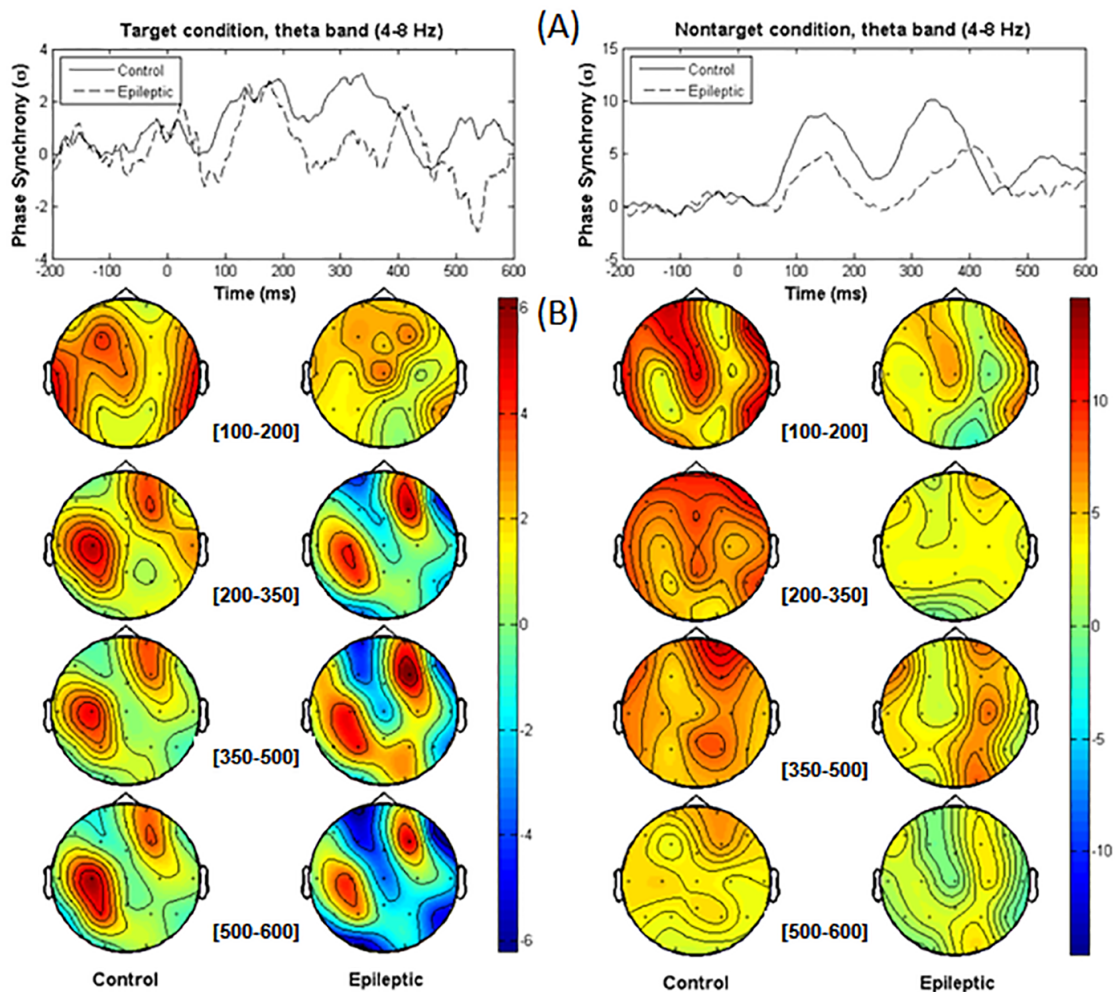 Target condition, theta band (4-8 Hz)
(A)
Nontarget condition, theta band (4-8 Hz)
Phase Synchrony (σ)
4
2
0
-2
-4
Control
Epileptic
-200 -100 0 100 200 300 400 500 600
Time (ms)
Phase Synchrony (σ)
15
10
5
0
-5
Control
Epileptic
-200 -100 0 100 200 300 400 500 600
Time (ms)
(B)
[100-200]
[200-350]
[350-500]
[500-600]
Control
Epileptic
6
4
2
0
-2
-4
-6
[100-200]
[200-350]
[350-500]
[500-600]
Control
Epileptic
10
5
0
-5
-10